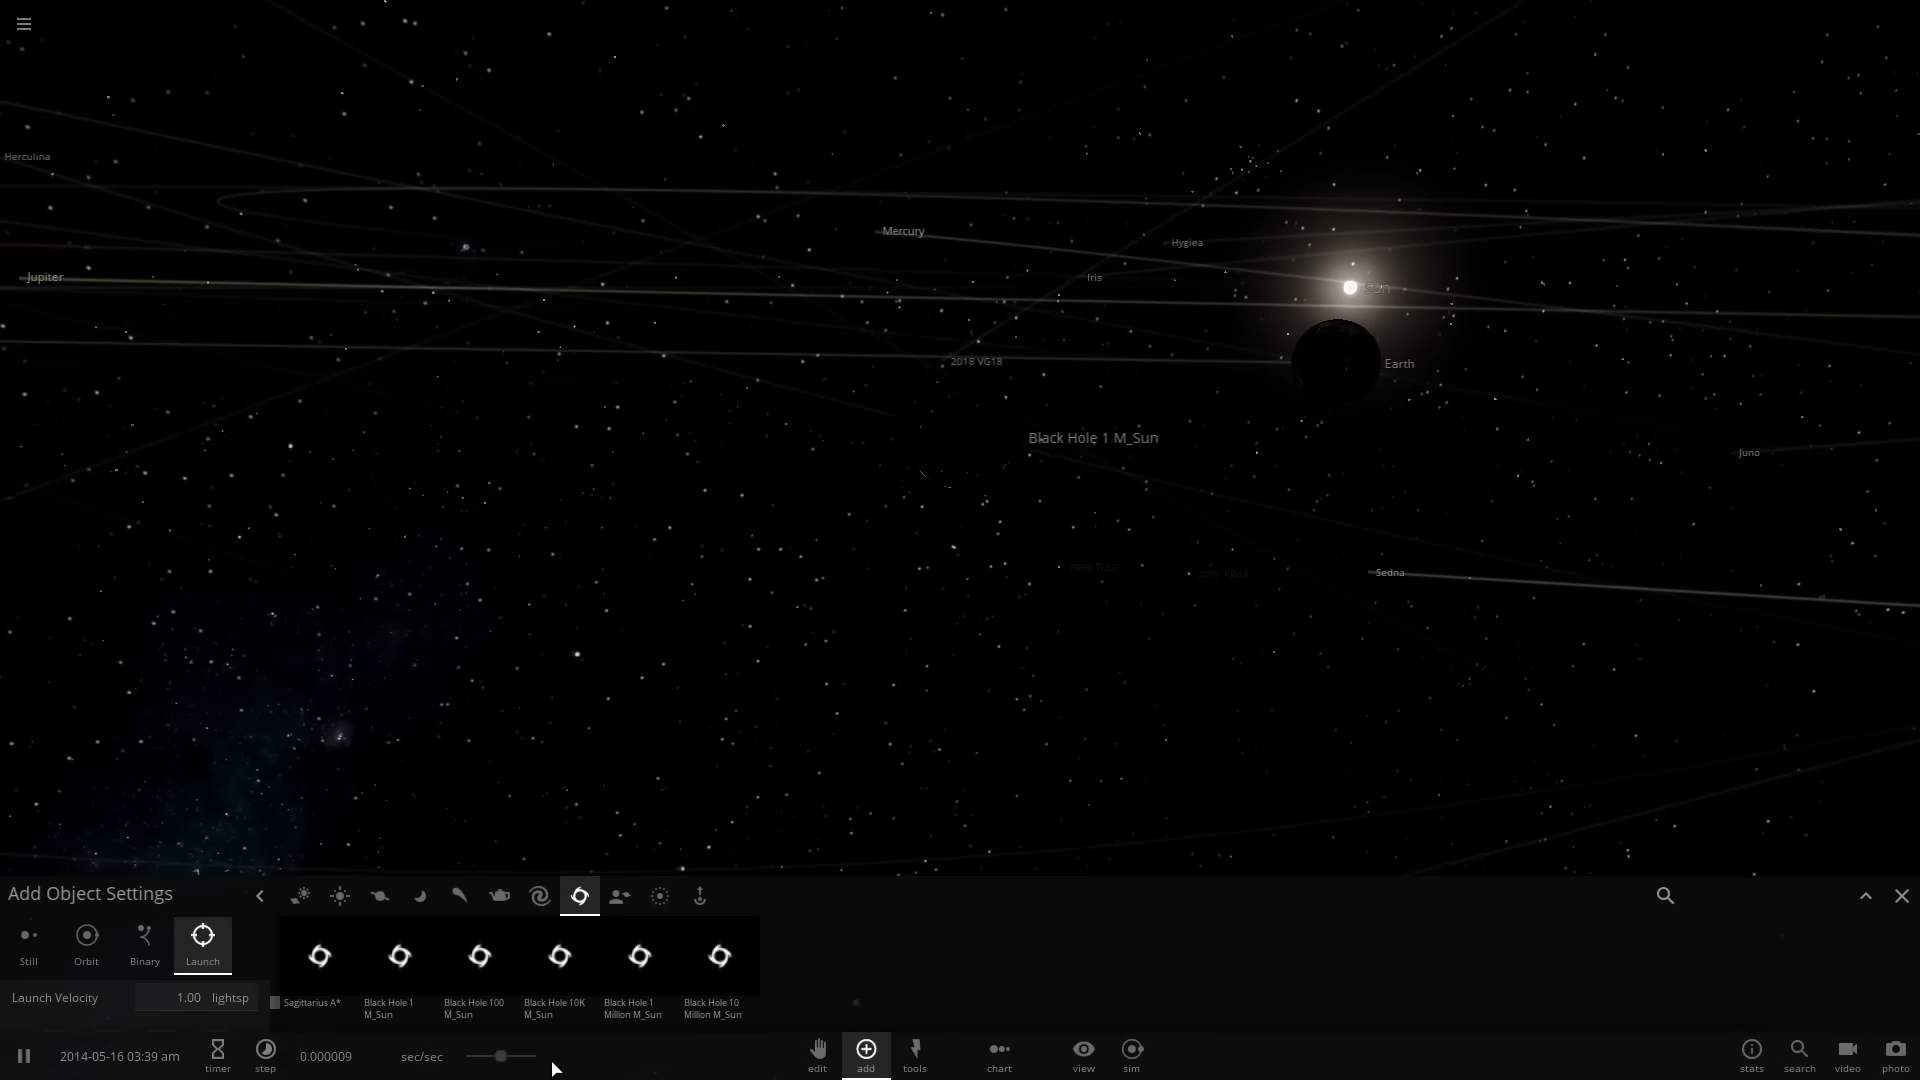 Herculina
Mercury
Hygiea
Jupiter
Iris
Sun
2018 VG18
Earth
Black Hole 1 M_Sun
Juno
1996 TL66
Sedna
Add Object Settings
Still
Orbit
Binary
Launch
Launch Velocity
1.00 lightsp
Sagittarius A*
Black Hole 1
M_Sun
Black Hole 100
M_Sun
Black Hole 10K
M_Sun
Black Hole 1
Million M_Sun
Black Hole 10
Million M_Sun
2014-05-16 03:39 am
timer
step
0.000009
sec/sec
edit
add
tools
chart
view
sim
stats
search
video
photo